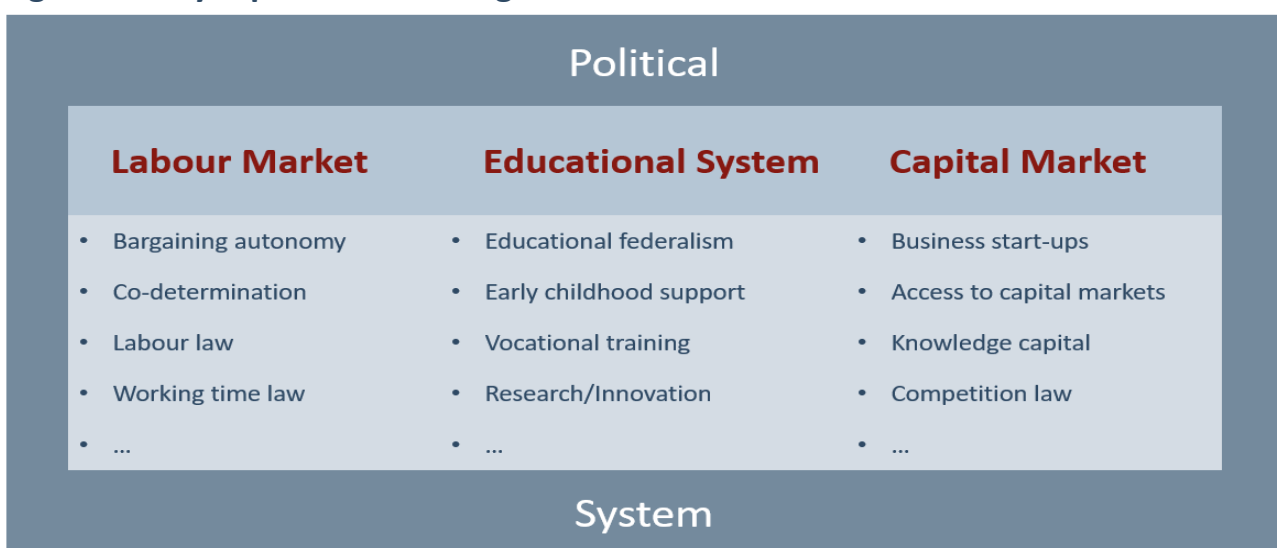 Political
Labour Market Educational System Capital Market
• Bargaining autonomy • Educational federalism • Business start-ups
• Co-determination • Early childhood support • Access to capital markets
• Labour law • Vocational training • Knowledge capital
• Working time law • Research/Innovation • Competition law
• ... • ... • ...
System